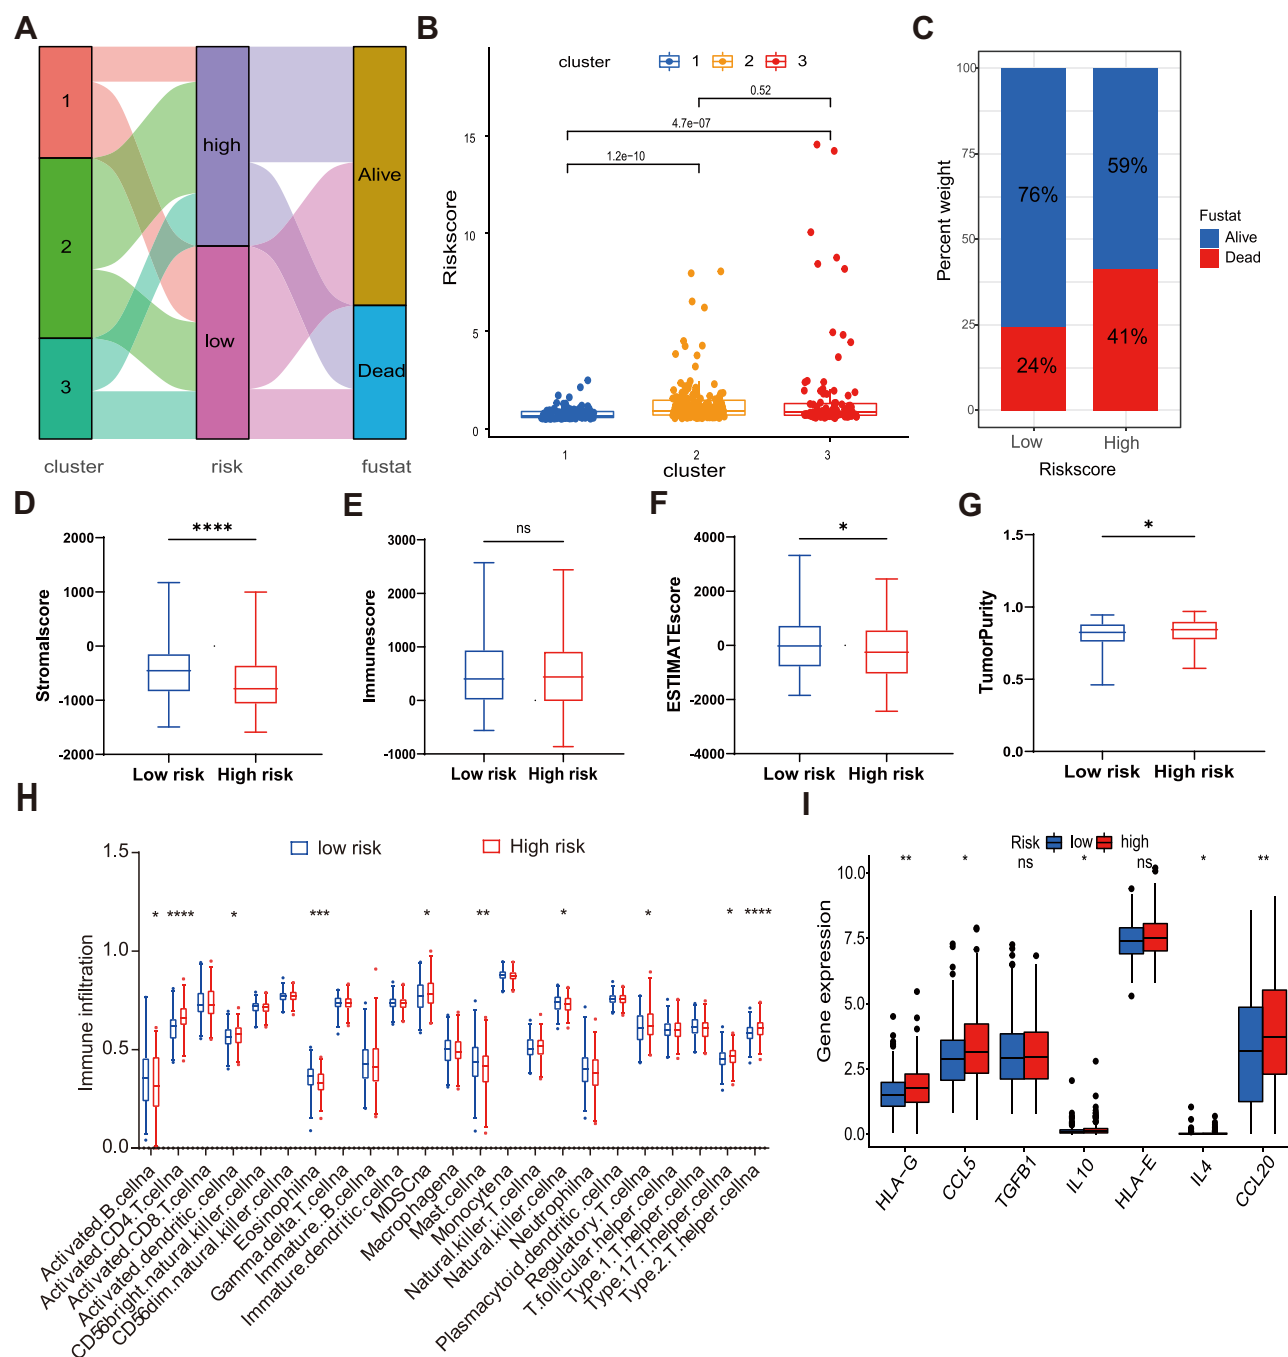 A
1
2
3
high
low
Alive
Dead
cluster
risk
fustat
B
cluster
1
2
3
0.52
4.7e−07
1.2e−10
Riskscore
15
10
5
0
1
2
3
cluster
C
Percent weight
100
75
50
25
0
76%
59%
24%
41%
Low
High
Riskscore
Fustat
Alive
Dead
D
****
Stromalscore
2000
1000
0
-1000
-2000
Low risk
High risk
E
ns
Immunescore
3000
2000
1000
0
-1000
Low risk
High risk
F
*
ESTIMATEscore
4000
2000
0
-2000
-4000
Low risk
High risk
G
*
TumorPurity
1.5
1.0
0.5
0.0
Low risk
High risk
H
low risk
High risk
Immune infiltration
1.5
1.0
0.5
0.0
* **** * *** * ** * * * ****
Activated.B.cellna
Activated.CD4.T.cellna
Activated.CD8.T.cellna
Activated.dendritic.cellna
CD56bright.natural.killer.cellna
CD56dim.natural.killer.cellna
Eosinophilna
Gamma.delta.T.cellna
Immature..B.cellna
Immature.dendritic.cellna
MDSCna
Macrophagena
Mast.cellna
Monocytena
Natural.killer.T.cellna
Natural.killer.cellna
Neutrophilna
Plasmacytoid.dendritic.cellna
Regulatory.T.cellna
T.follicular.helper.cellna
Type.1.T.helper.cellna
Type.17.T.helper.cellna
Type.2.T.helper.cellna
I
Risk
low
high
** * ns * ns * **
Gene expression
10.0
7.5
5.0
2.5
0.0
HLA−G
CCL5
TGFB1
IL10
HLA−E
IL4
CCL20